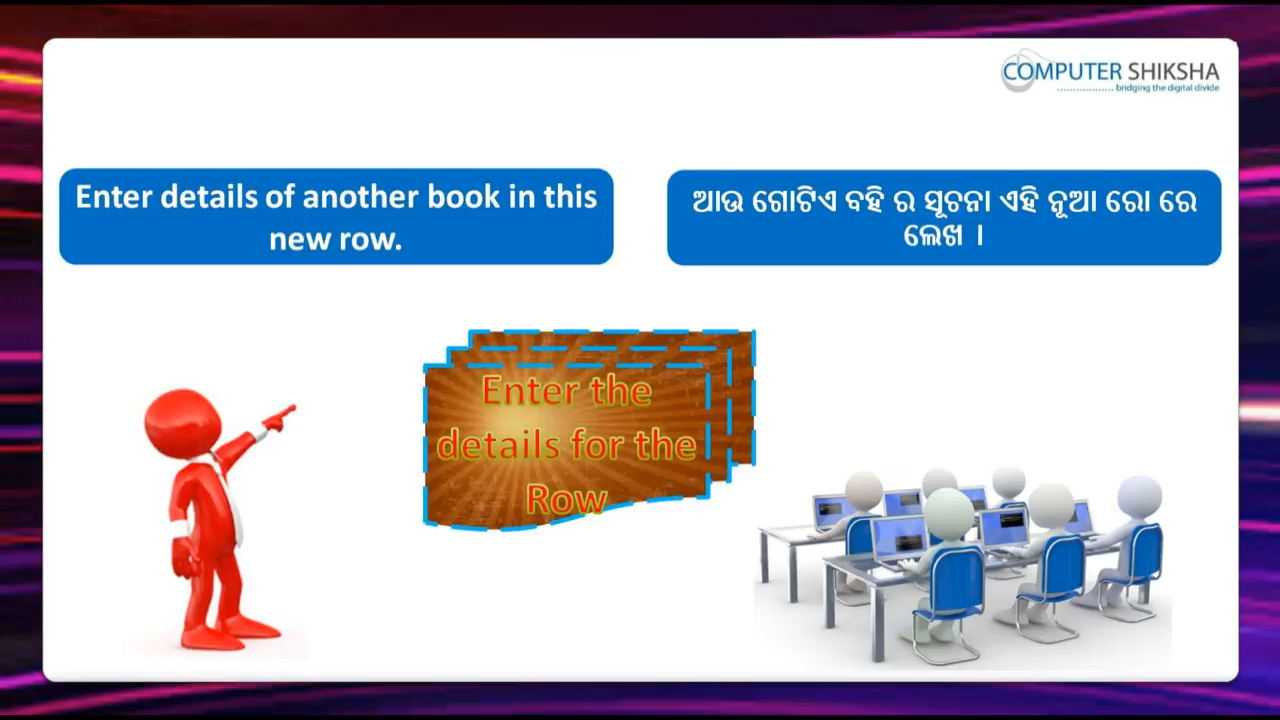 COMPUTER SHIKSHA
bridging the digital divide
Enter details of another book in this
new row.
ଆଉ ଗୋଟିଏ ବହି ର ସୂଚନା ଏହି ନୂଆ ରୋ ରେ
ଲେଖ ।
Enter the
details for the
Row